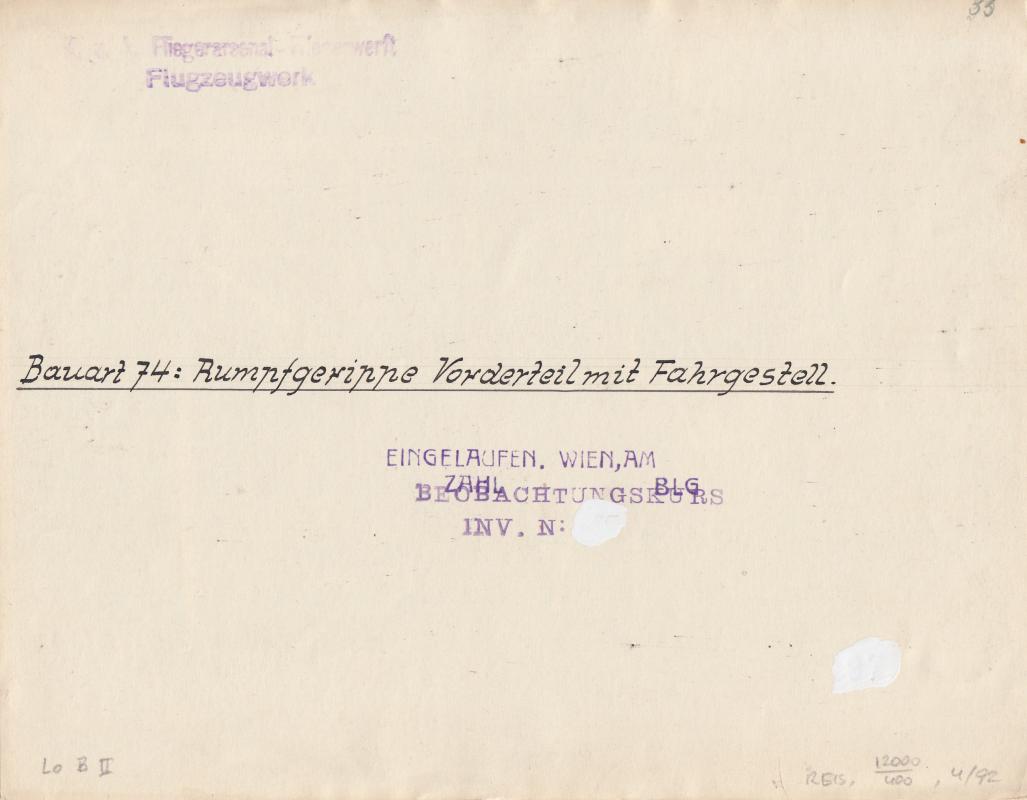 33
K. u. k. Fliegerarsenal-
Flugzeugwerk
Bauart 74: Rumpfgerippe Vorderteil mit Fahrgestell.
EINGELAUFEN. WIEN, AM
ZAHL BLG
BEOBACHTUNGSKURS
INV. N:
Lo B II
REIS. 12000/400, 4/92